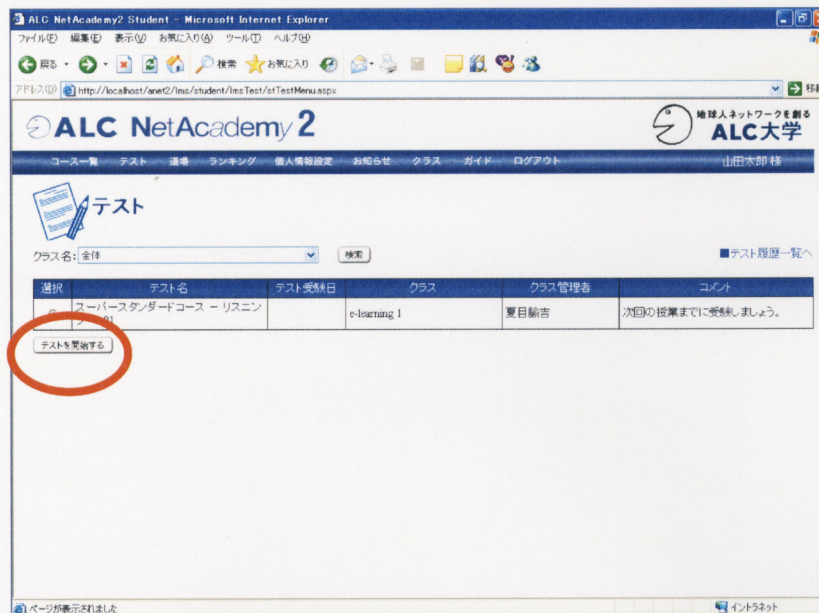 ALC NetAcademy2 Student - Microsoft Internet Explorer
ファイル(F) 編集(E) 表示(V) お気に入り(A) ツール(T) ヘルプ(H)
戻る 検索 お気に入り
アドレス(D) http://localhost/anet2/lms/student/lmsTest/stTestMenu.aspx 移動
ALC NetAcademy 2
地球人ネットワークを創る
ALC大学
コース一覧 テスト 道場 ランキング 個人情報設定 お知らせ クラス ガイド ログアウト 山田太郎 様
テスト
クラス名: 全体 検索 ■テスト履歴一覧へ
選択 テスト名 テスト受験日 クラス クラス管理者 コメント
スーパースタンダードコース - リスニン
e-learning 1 夏目諭吉 次回の授業までに受験しましょう。
テストを開始する
ページが表示されました イントラネット